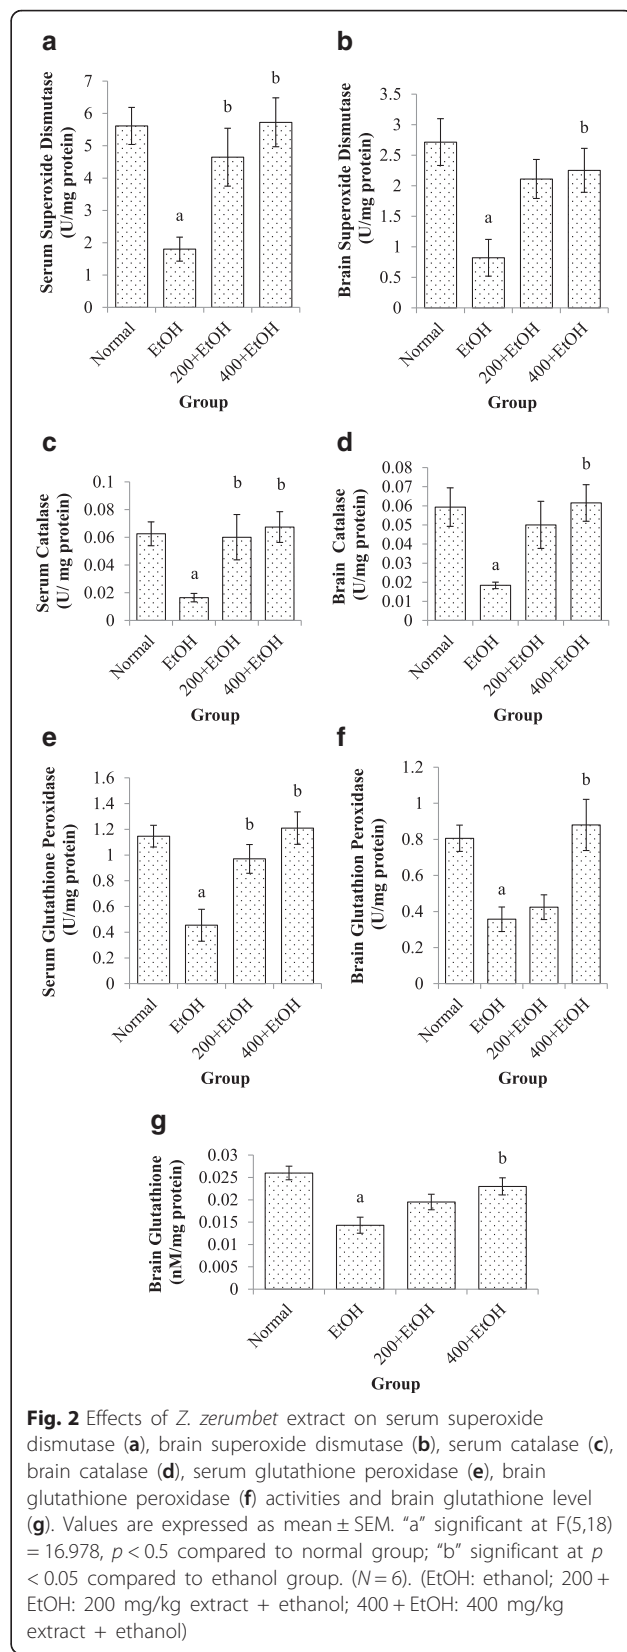 a
Serum Superoxide Dismutase
(U/mg protein)
7
6
5
4
3
2
1
0
a
b
b
Normal
EtOH
200+EtOH
400+EtOH
Group
b
Brain Superoxide Dismutase
(U/mg protein)
3.5
3
2.5
2
1.5
1
0.5
0
a
b
Normal
EtOH
200+EtOH
400+EtOH
Group
c
Serum Catalase
(U/ mg protein)
0.1
0.08
0.06
0.04
0.02
0
a
b
b
Normal
EtOH
200+EtOH
400+EtOH
Group
d
Brain Catalase
(U/mg protein)
0.08
0.07
0.06
0.05
0.04
0.03
0.02
0.01
0
a
b
Normal
EtOH
200+EtOH
400+EtOH
Group
e
Serum Glutathione Peroxidase
(U/mg protein)
1.6
1.4
1.2
1
0.8
0.6
0.4
0.2
0
a
b
b
Normal
EtOH
200+EtOH
400+EtOH
Group
f
Brain Glutathion Peroxidase
(U/mg protein)
1.2
1
0.8
0.6
0.4
0.2
0
a
b
Normal
EtOH
200+EtOH
400+EtOH
Group
g
Brain Glutathione
(nM/mg protein)
0.03
0.025
0.02
0.015
0.01
0.005
0
a
b
Normal
EtOH
200+EtOH
400+EtOH
Group
Fig. 2 Effects of Z. zerumbet extract on serum superoxide
dismutase (a), brain superoxide dismutase (b), serum catalase (c),
brain catalase (d), serum glutathione peroxidase (e), brain
glutathione peroxidase (f) activities and brain glutathione level
(g). Values are expressed as mean ± SEM. “a” significant at F(5,18)
= 16.978, p < 0.5 compared to normal group; “b” significant at p
< 0.05 compared to ethanol group. (N = 6). (EtOH: ethanol; 200 +
EtOH: 200 mg/kg extract + ethanol; 400 + EtOH: 400 mg/kg
extract + ethanol)